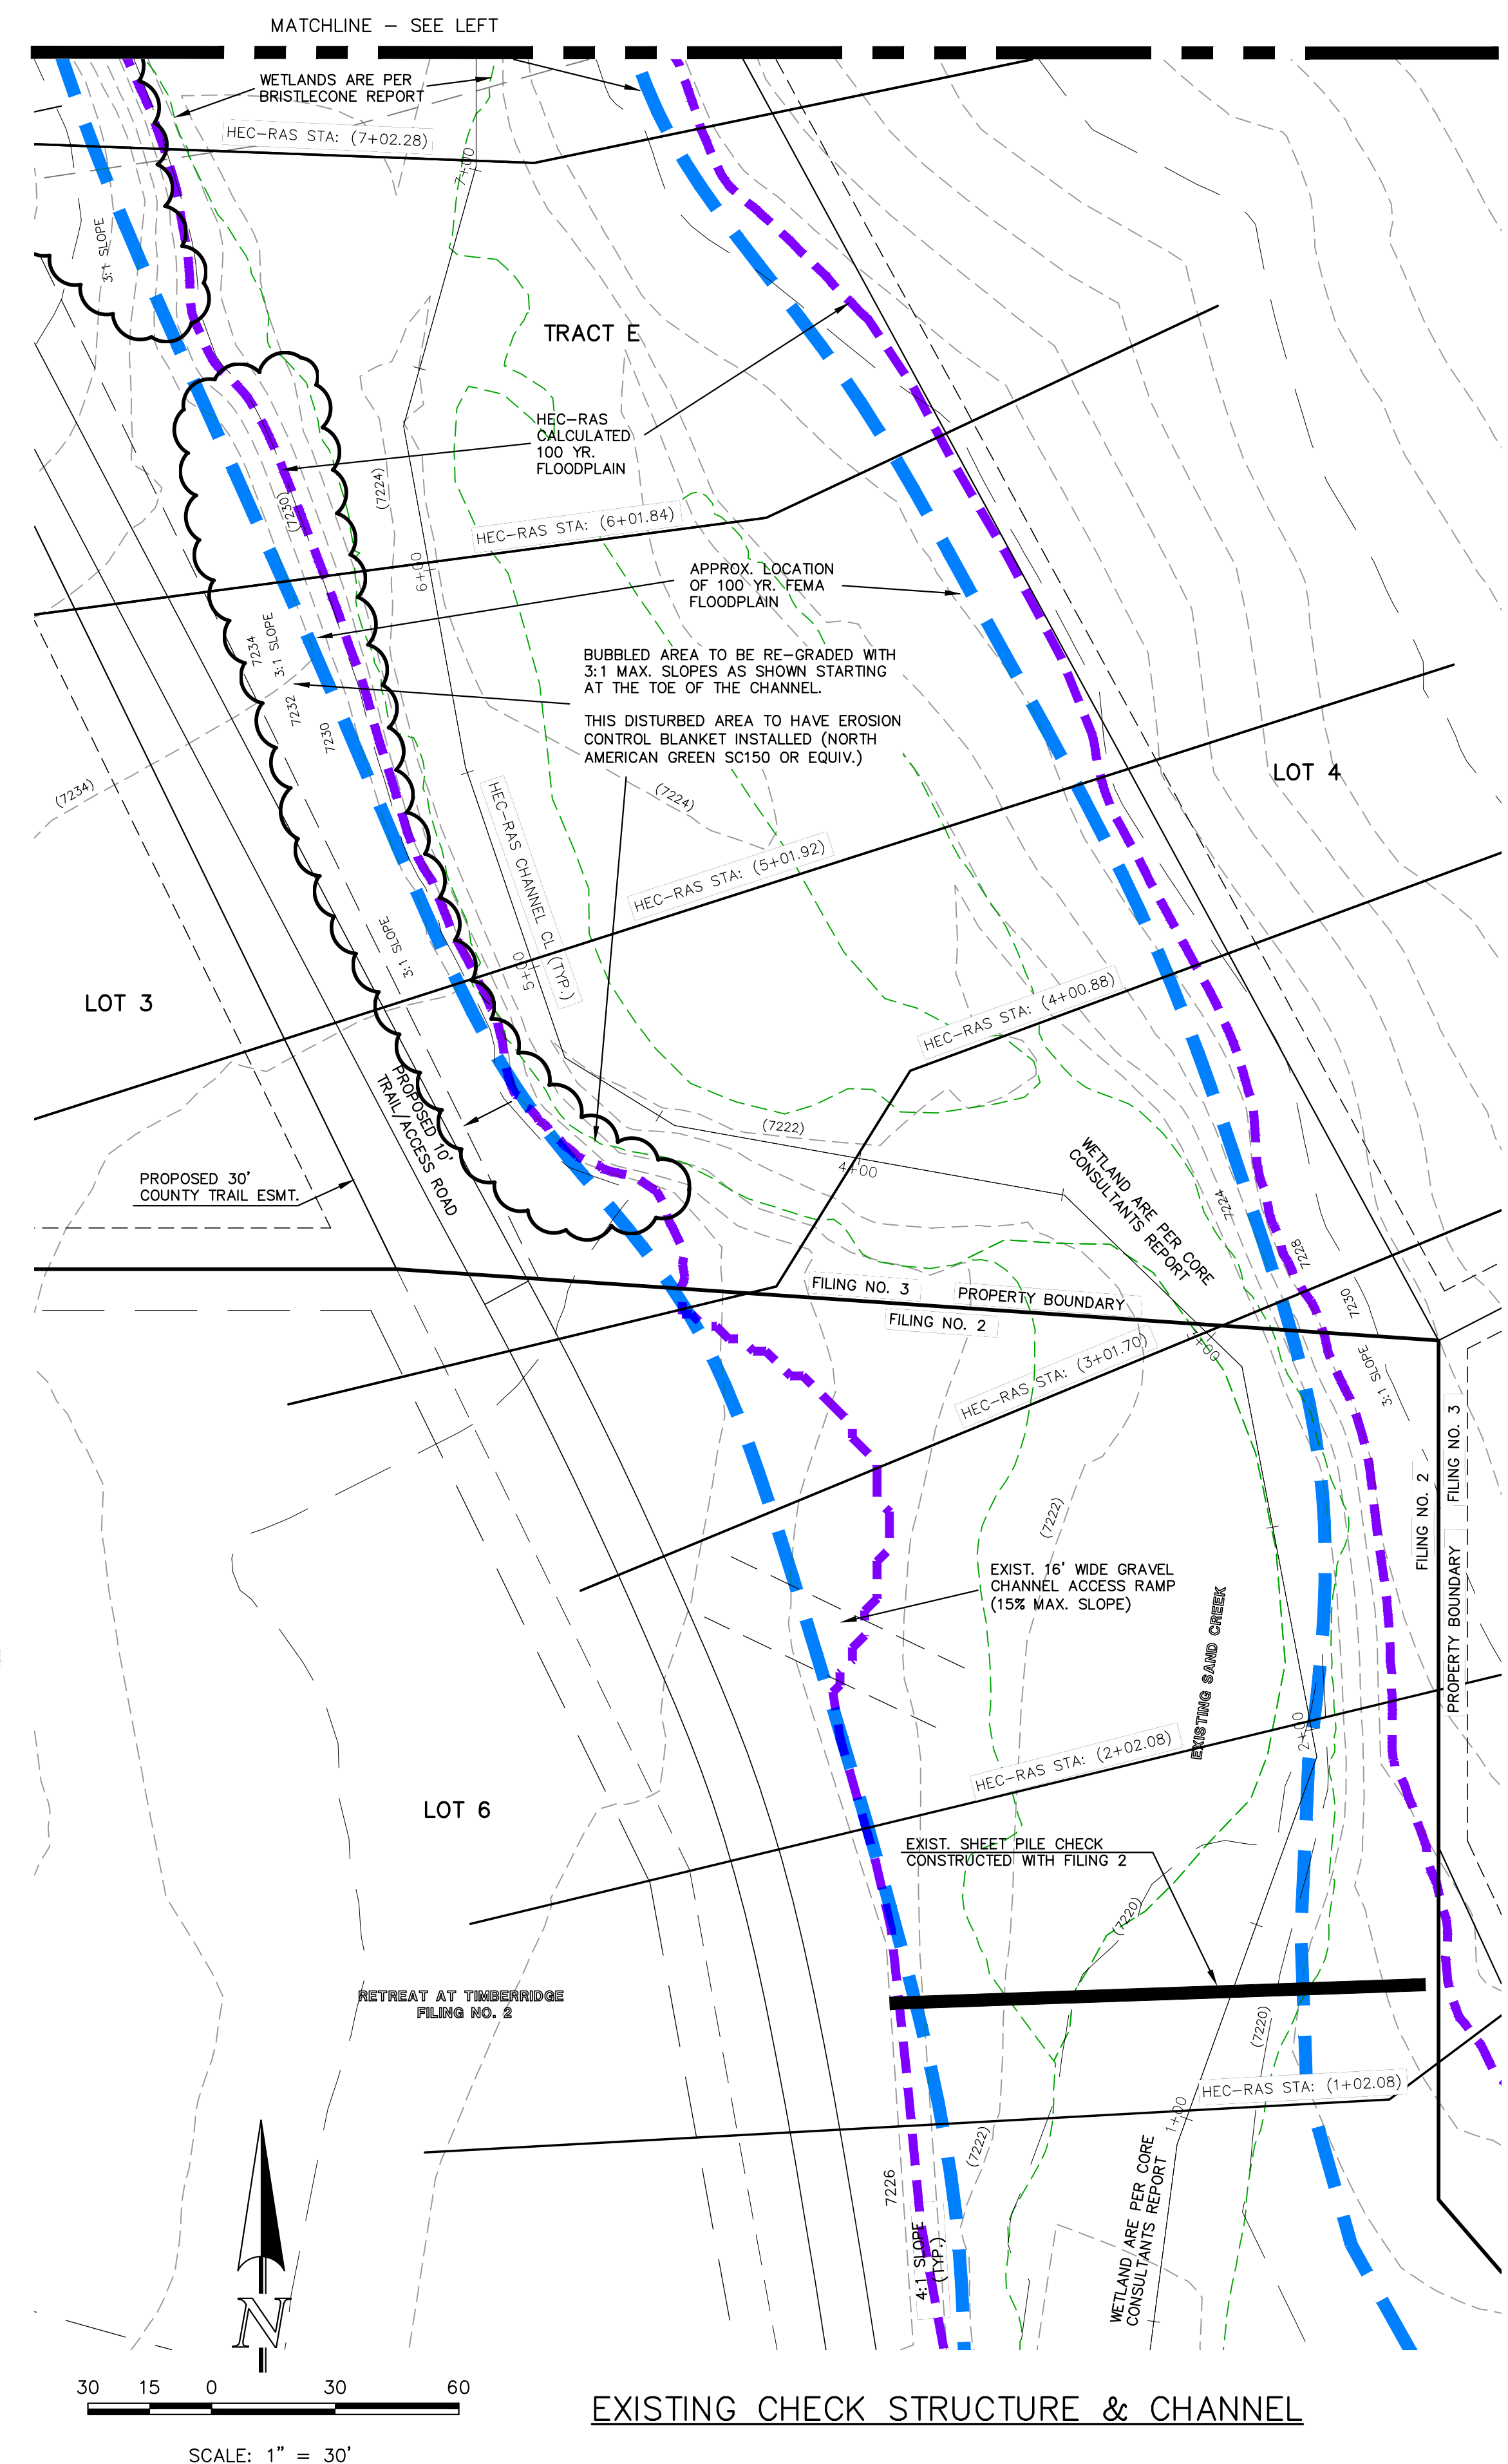 MATCHLINE – SEE LEFT
WETLANDS ARE PER
BRISTLECONE REPORT
HEC–RAS STA: (7+02.28)
7+00
3:1 SLOPE
TRACT E
HEC–RAS
CALCULATED
100 YR.
FLOODPLAIN
(7230)
(7224)
HEC–RAS STA: (6+01.84)
6+00
APPROX. LOCATION
OF 100 YR. FEMA
FLOODPLAIN
7234
3:1 SLOPE
7232
7230
BUBBLED AREA TO BE RE–GRADED WITH
3:1 MAX. SLOPES AS SHOWN STARTING
AT THE TOE OF THE CHANNEL.
THIS DISTURBED AREA TO HAVE EROSION
CONTROL BLANKET INSTALLED (NORTH
AMERICAN GREEN SC150 OR EQUIV.)
LOT 4
(7234)
(7224)
HEC–RAS CHANNEL CL (TYP.)
HEC–RAS STA: (5+01.92)
3:1 SLOPE
5+00
LOT 3
HEC–RAS STA: (4+00.88)
PROPOSED 10'
TRAIL/ACCESS ROAD
(7222)
4+00
WETLAND ARE PER CORE
CONSULTANTS REPORT
PROPOSED 30'
COUNTY TRAIL ESMT.
7224
7228
7230
FILING NO. 3
PROPERTY BOUNDARY
FILING NO. 2
3+00
HEC–RAS STA: (3+01.70)
3:1 SLOPE
FILING NO. 2
FILING NO. 3
PROPERTY BOUNDARY
(7222)
EXIST. 16' WIDE GRAVEL
CHANNEL ACCESS RAMP
(15% MAX. SLOPE)
EXISTING SAND CREEK
2+00
HEC–RAS STA: (2+02.08)
LOT 6
EXIST. SHEET PILE CHECK
CONSTRUCTED WITH FILING 2
(7220)
RETREAT AT TIMBERRIDGE
FILING NO. 2
(7220)
HEC–RAS STA: (1+02.08)
1+00
(7222)
7226
WETLAND ARE PER CORE
CONSULTANTS REPORT
4:1 SLOPE
(TYP.)
N
30 15 0 30 60
SCALE: 1" = 30'
EXISTING CHECK STRUCTURE & CHANNEL